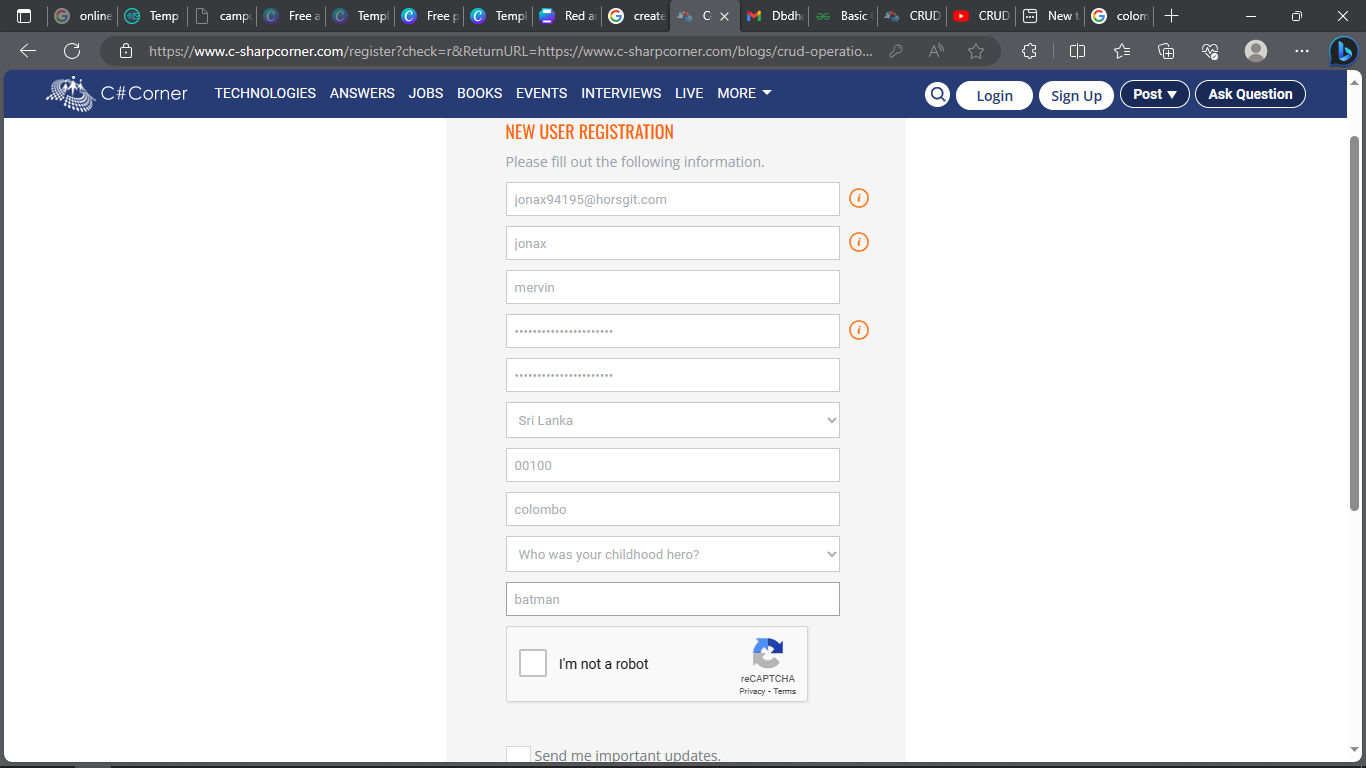 online
Temp
campu
Free a
Templ
Free p
Templ
Red an
create
C
Dbdh
Basic
CRUD
CRUD
New t
colom
https://www.c-sharpcorner.com/register?check=r&ReturnURL=https://www.c-sharpcorner.com/blogs/crud-operatio...
C#Corner TECHNOLOGIES ANSWERS JOBS BOOKS EVENTS INTERVIEWS LIVE MORE Login Sign Up Post Ask Question
NEW USER REGISTRATION
Please fill out the following information.
jonax94195@horsgit.com
jonax
mervin
Sri Lanka
00100
colombo
Who was your childhood hero?
batman
I'm not a robot
reCAPTCHA
Privacy - Terms
Send me important updates.